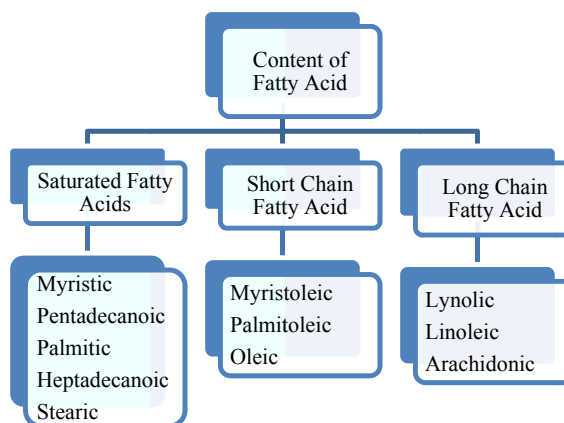 Content of
Fatty Acid
Saturated Fatty
Acids
Short Chain
Fatty Acid
Long Chain
Fatty Acid
Myristic
Pentadecanoic
Palmitic
Heptadecanoic
Stearic
Myristoleic
Palmitoleic
Oleic
Lynolic
Linoleic
Arachidonic